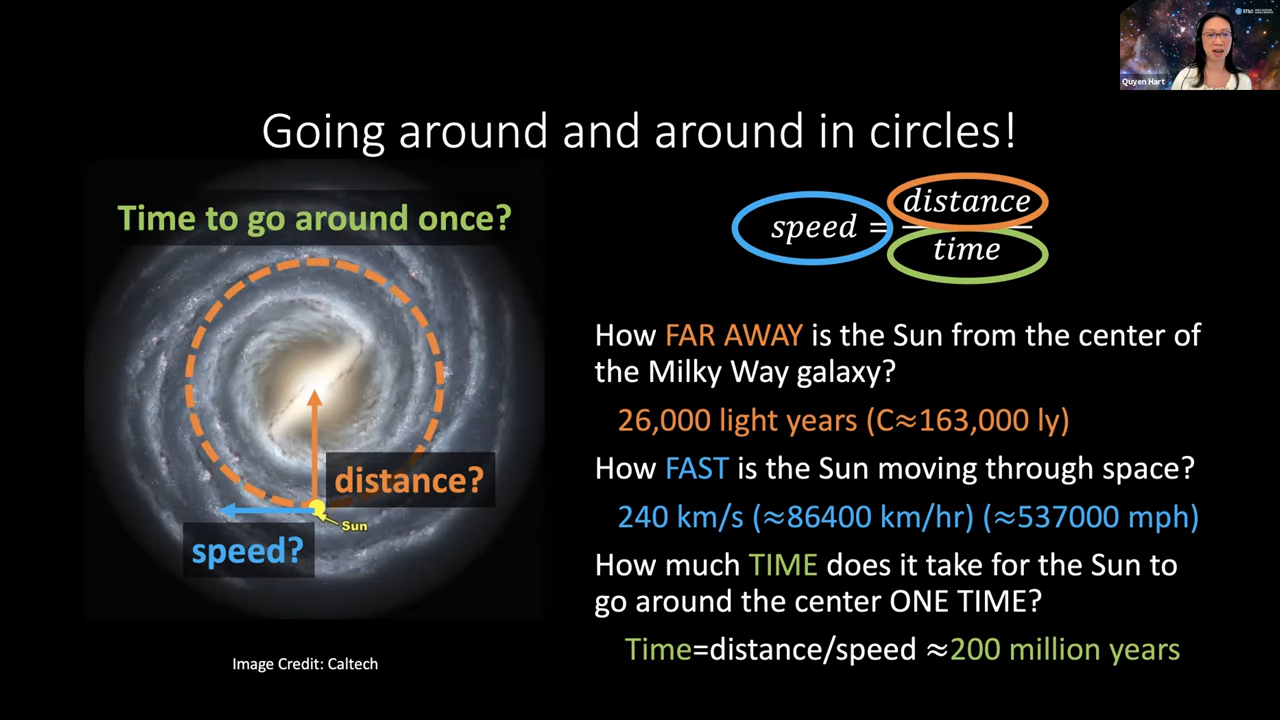 STScI
Quyen Hart
Going around and around in circles!
Time to go around once?
distance?
Sun
speed?
Image Credit: Caltech
speed = distance / time
How FAR AWAY is the Sun from the center of
the Milky Way galaxy?
26,000 light years (C≈163,000 ly)
How FAST is the Sun moving through space?
240 km/s (≈86400 km/hr) (≈537000 mph)
How much TIME does it take for the Sun to
go around the center ONE TIME?
Time=distance/speed ≈200 million years